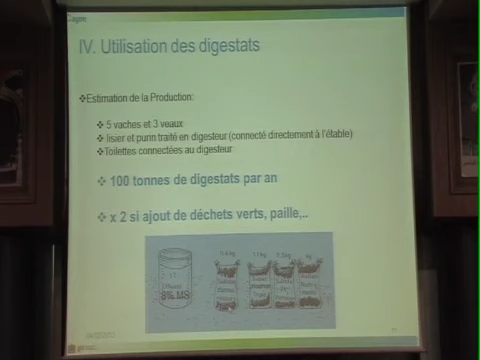 IV. Utilisation des digestats
❖Estimation de la Production:
❖ 5 vaches et 3 veaux
❖ lisier et purin traité en digesteur (connecté directement à l'étable)
❖Toilettes connectées au digesteur
❖ 100 tonnes de digestats par an
❖ x 2 si ajout de déchets verts, paille,..
8% MS